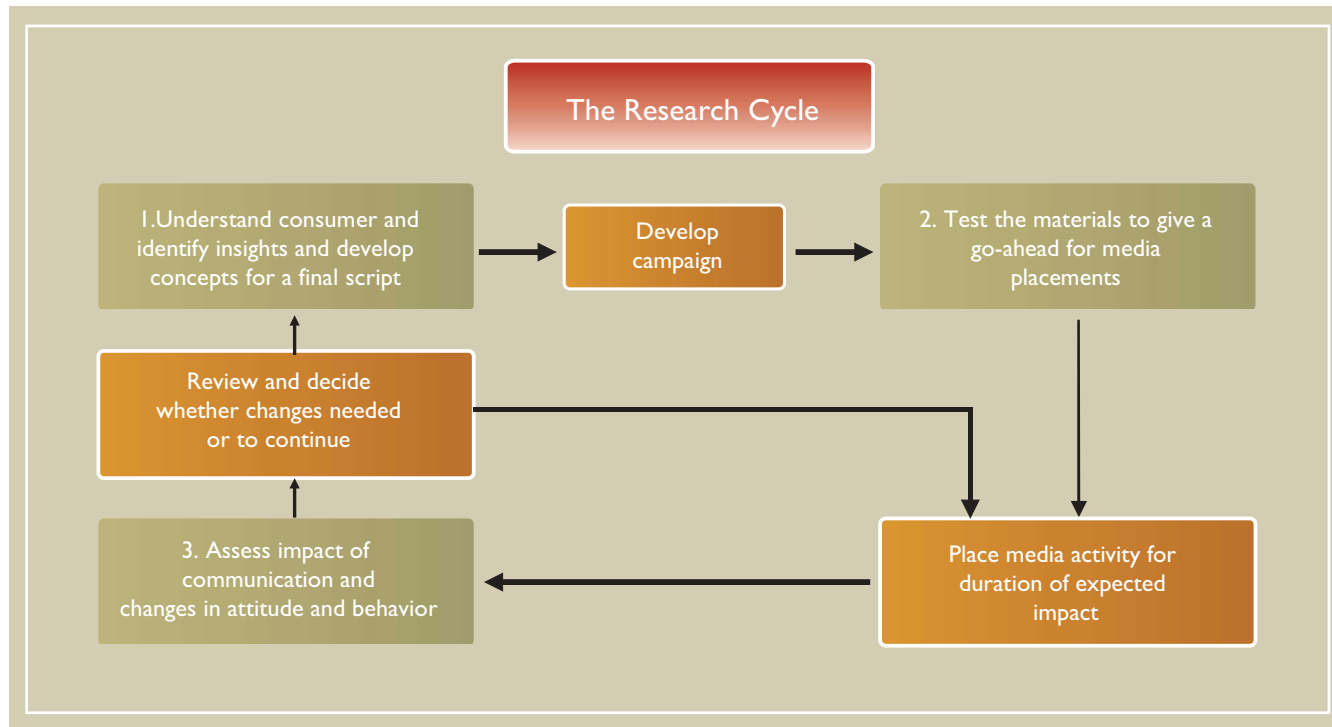 The Research Cycle
1.Understand consumer and
identify insights and develop
concepts for a final script
Develop
campaign
2. Test the materials to give a
go-ahead for media
placements
Review and decide
whether changes needed
or to continue
3. Assess impact of
communication and
changes in attitude and behavior
Place media activity for
duration of expected
impact